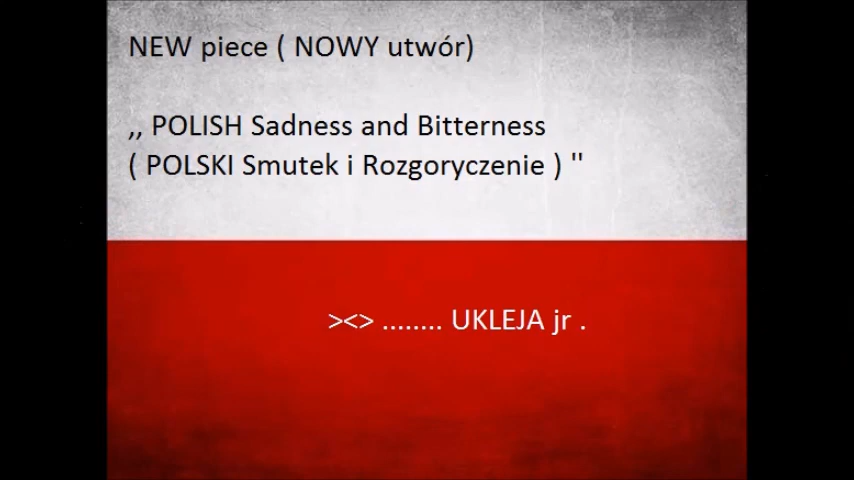 NEW piece ( NOWY utwór)
,, POLISH Sadness and Bitterness
( POLSKI Smutek i Rozgoryczenie ) ''
><> ........ UKLEJA jr .